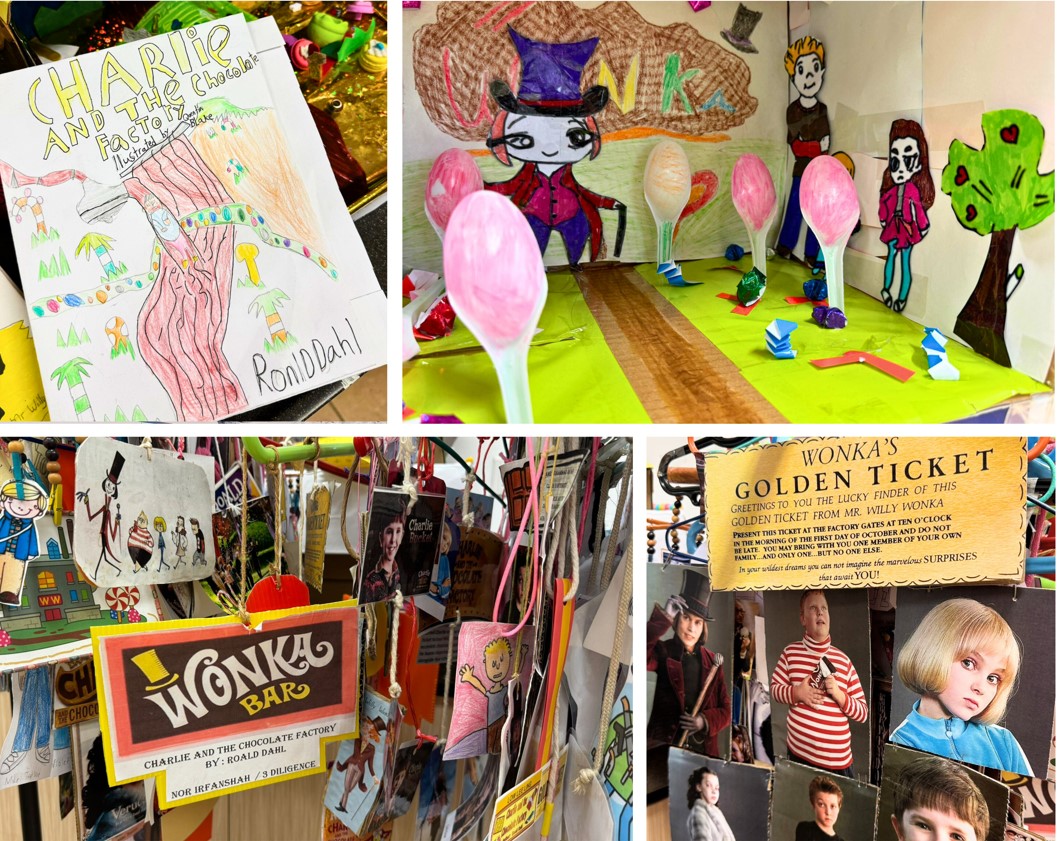 CHARlie
AND THE Chocolate
FACTORY
Illustrated by Quentin
Blake
RonlDDahl
W NK
WW
Charlie
Bucket
WONKA
BAR
CHARLIE AND THE CHOCOLATE FACTORY
BY : ROALD DAHL
NOR IRFANSHAH / 3 DILIGENCE
WONKA'S
GOLDEN TICKET
GREETINGS TO YOU THE LUCKY FINDER OF THIS
GOLDEN TICKET FROM MR. WILLY WONKA
PRESENT THIS TICKET AT THE FACTORY GATES AT TEN O'CLOCK
IN THE MORNING OF THE FIRST DAY OF OCTOBER AND DO NOT
BE LATE. YOU MAY BRING WITH YOU ONE MEMBER OF YOUR OWN
FAMILY...AND ONLY ONE...BUT NO ONE ELSE.
In your wildest dreams you can not imagine the marvelous SURPRISES
that await YOU!